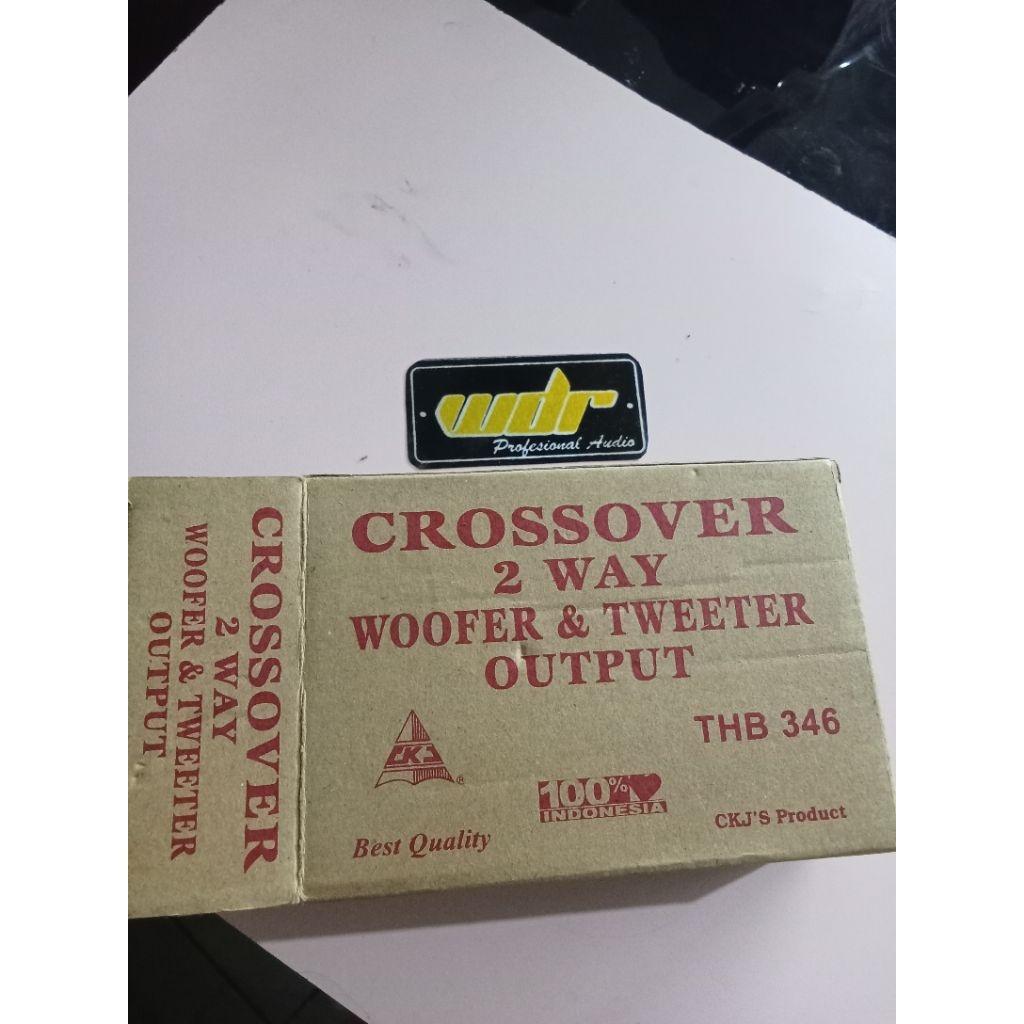 wdr
Profesional Audio
CROSSOVER
2 WAY
WOOFER & TWEETER
OUTPUT
THB 346
CKJ
®
100%
INDONESIA
CKJ'S Product
Best Quality
CROSSOVER
2 WAY
WOOFER & TWEETER
OUTPUT